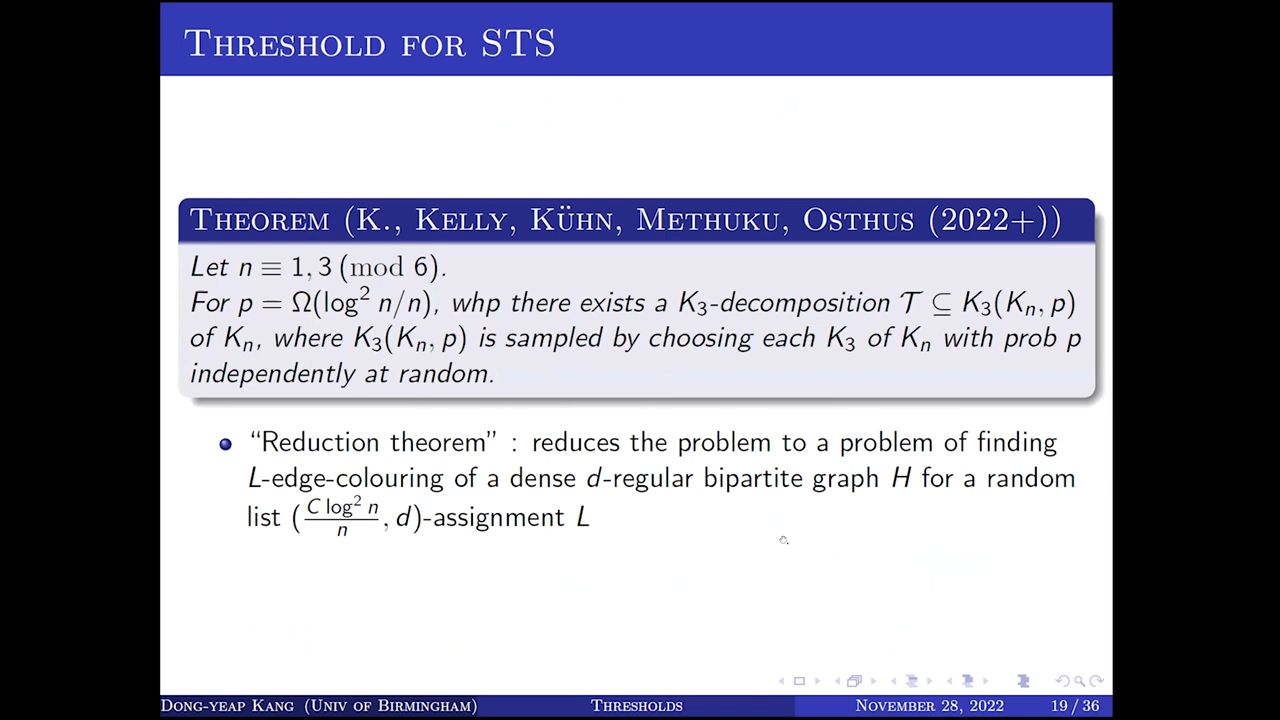 THRESHOLD FOR STS
THEOREM (K., KELLY, KÜHN, METHUKU, OSTHUS (2022+))
Let n ≡ 1, 3 (mod 6).
For p = Ω(log² n/n), whp there exists a K₃-decomposition 𝒯 ⊆ K₃(Kₙ, p)
of Kₙ, where K₃(Kₙ, p) is sampled by choosing each K₃ of Kₙ with prob p
independently at random.
“Reduction theorem” : reduces the problem to a problem of finding
L-edge-colouring of a dense d-regular bipartite graph H for a random
list (C log² n / n, d)-assignment L
DONG-YEAP KANG (UNIV OF BIRMINGHAM) THRESHOLDS NOVEMBER 28, 2022 19 / 36